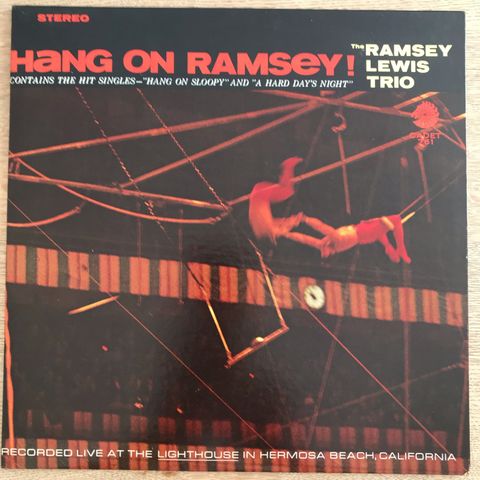 STEREO
HANG ON RAMSEY!
CONTAINS THE HIT SINGLES—"HANG ON SLOOPY" AND "A HARD DAY'S NIGHT"
The RAMSEY
LEWIS
TRIO
CADET
761
RECORDED LIVE AT THE LIGHTHOUSE IN HERMOSA BEACH, CALIFORNIA